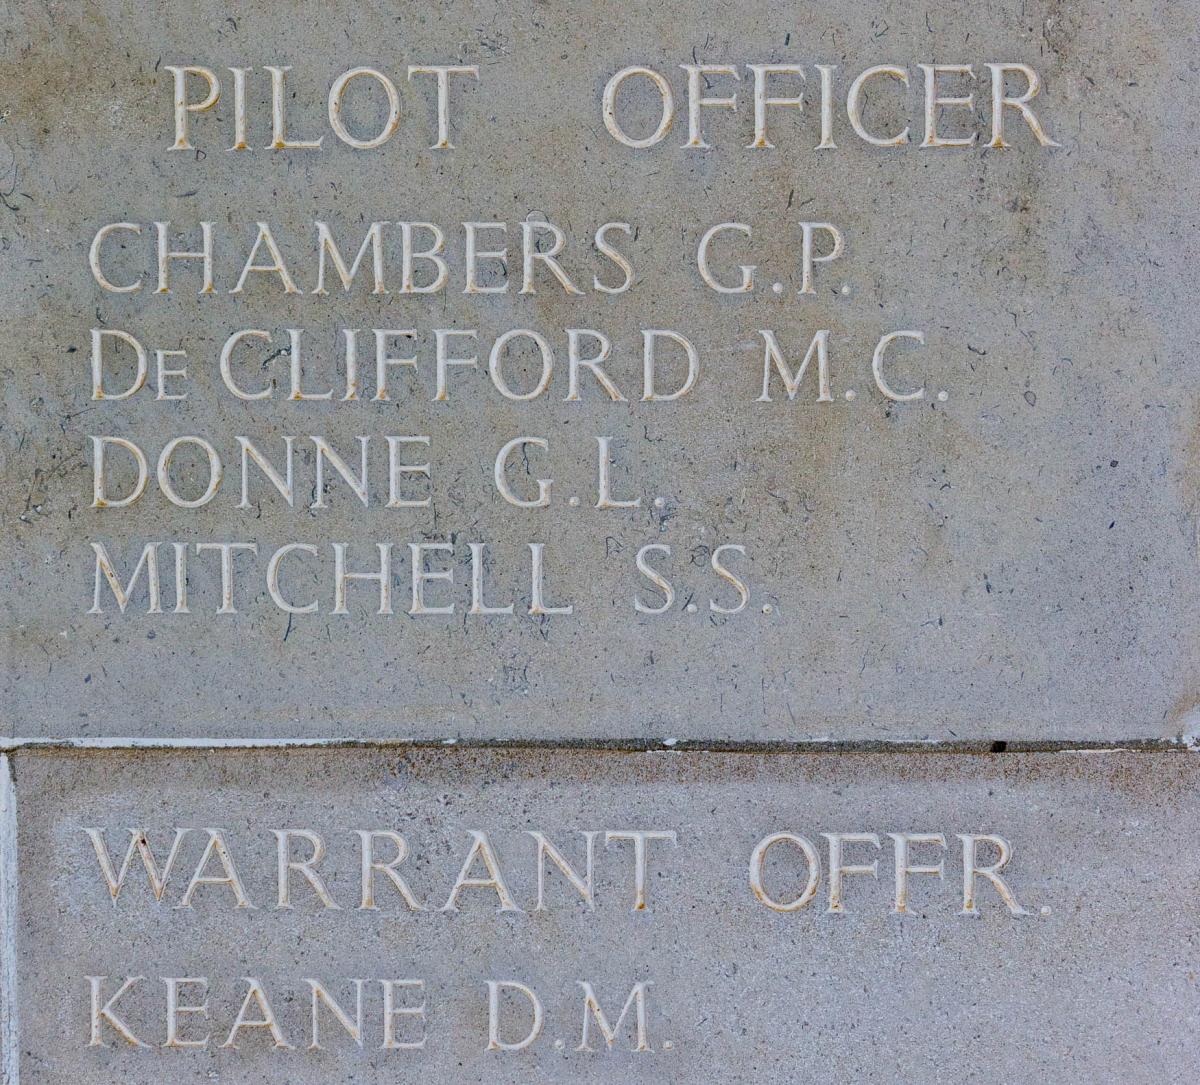 PILOT OFFICER
CHAMBERS G.P.
DE CLIFFORD M.C.
DONNE G.L.
MITCHELL S.S.
WARRANT OFFR.
KEANE D.M.